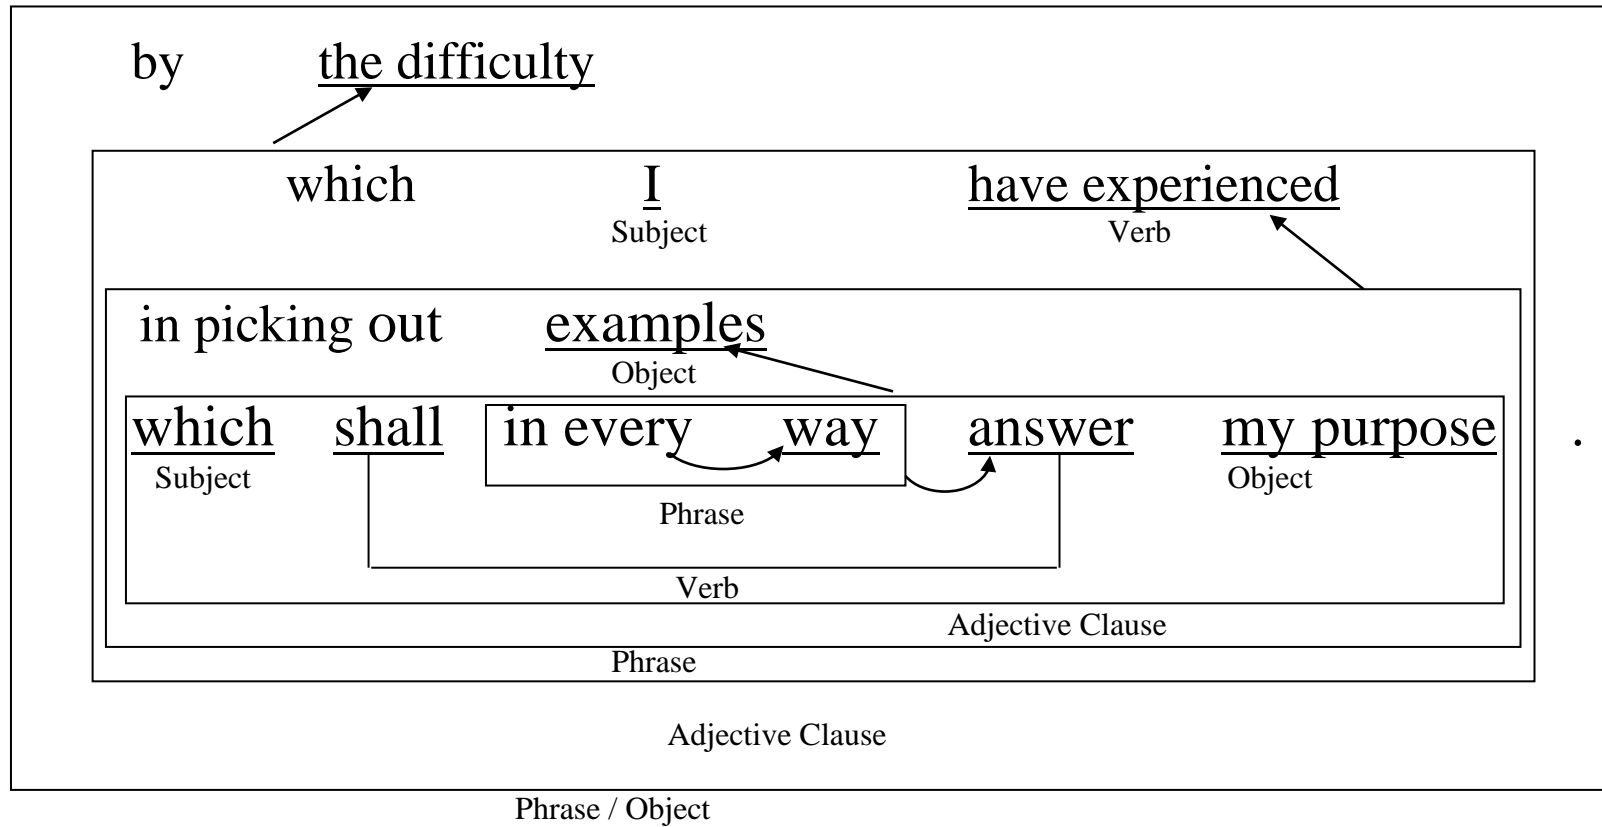 by the difficulty
which I have experienced
Subject Verb
in picking out examples
Object
which shall in every way answer my purpose .
Subject Object
Phrase
Verb
Adjective Clause
Phrase
Adjective Clause
Phrase / Object